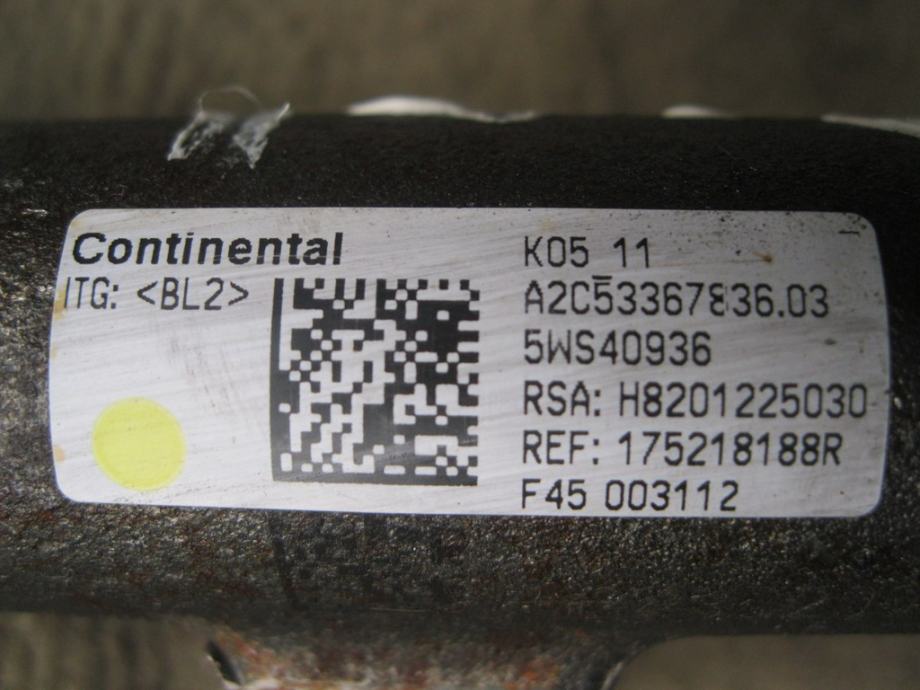 Continental
ITG: <BL2>
K05 11
A2C53367836.03
5WS40936
RSA: H8201225030
REF: 175218188R
F45 003112